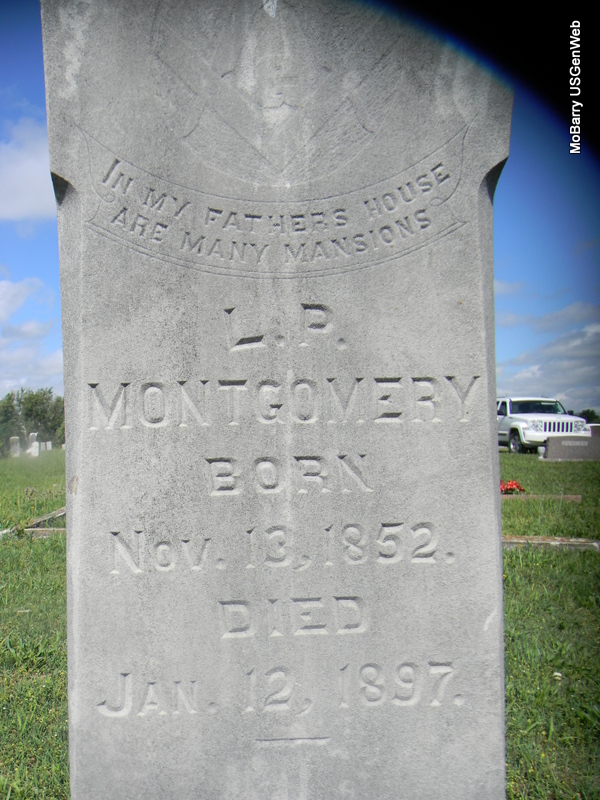 IN MY FATHERS HOUSE
ARE MANY MANSIONS
L. P.
MONTGOMERY
BORN
NOV. 13, 1852.
DIED
JAN. 12, 1897.
MoBarry USGenWeb